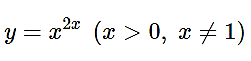 y = x^{2x} (x > 0, x ≠ 1)